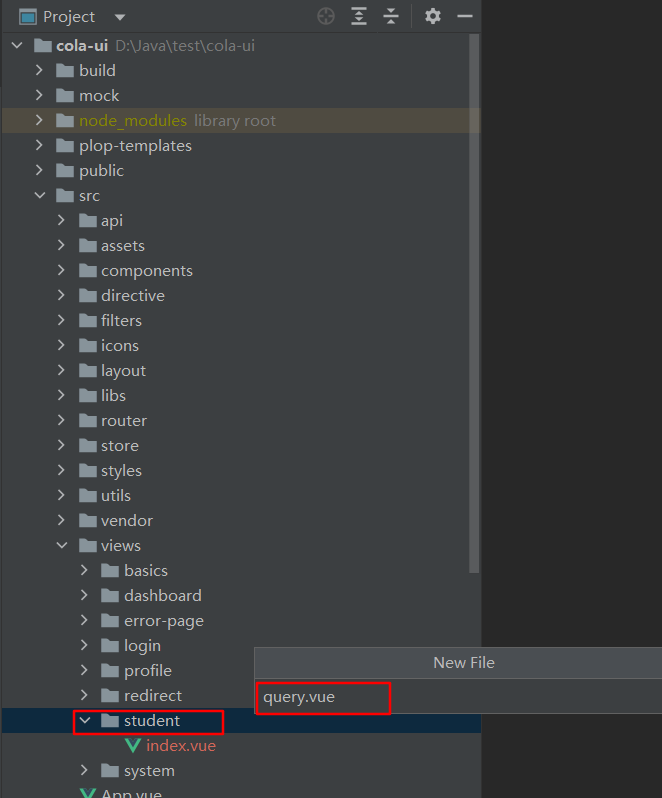 Project
cola-ui D:\Java\test\cola-ui
build
mock
node_modules library root
plop-templates
public
src
api
assets
components
directive
filters
icons
layout
libs
router
store
styles
utils
vendor
views
basics
dashboard
error-page
login
profile
redirect
student
index.vue
system
App.vue
New File
query.vue